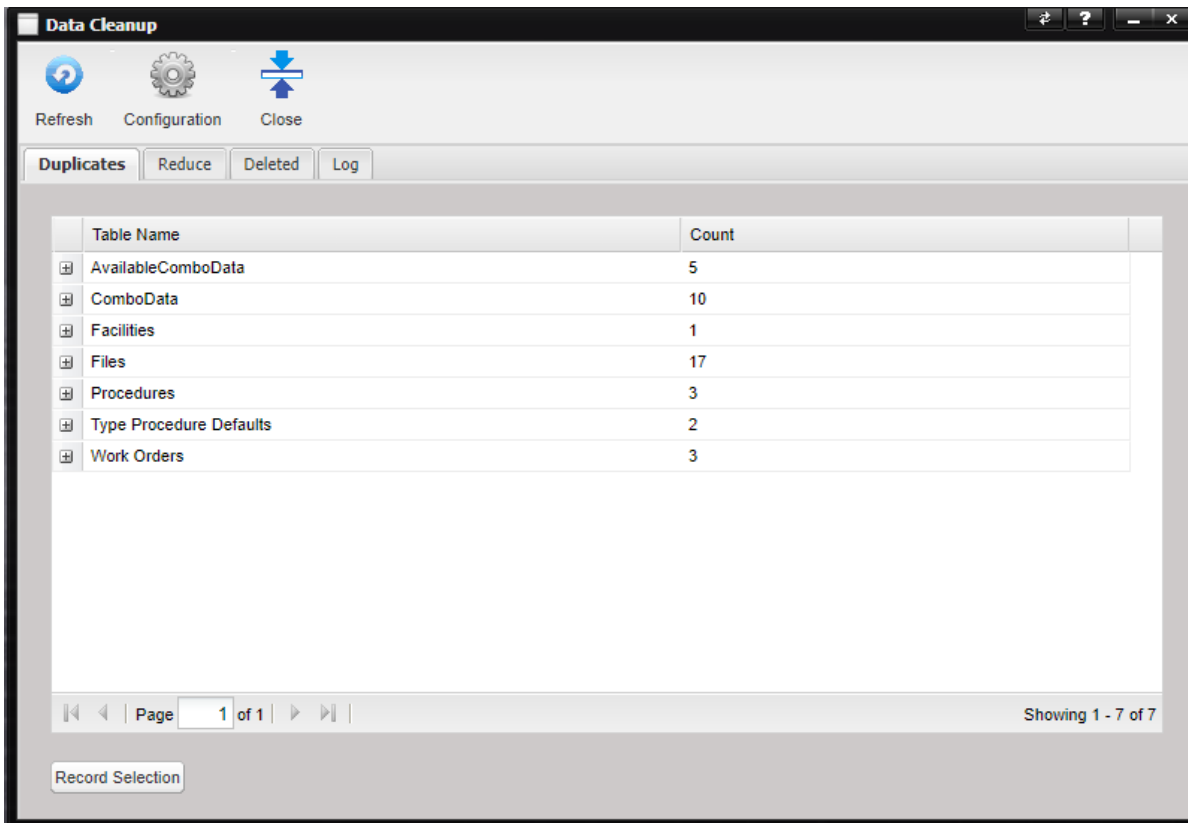 Data Cleanup ?
Refresh Configuration Close
Duplicates Reduce Deleted Log
Table Name Count
AvailableComboData 5
ComboData 10
Facilities 1
Files 17
Procedures 3
Type Procedure Defaults 2
Work Orders 3
Page 1 of 1 Showing 1 - 7 of 7
Record Selection